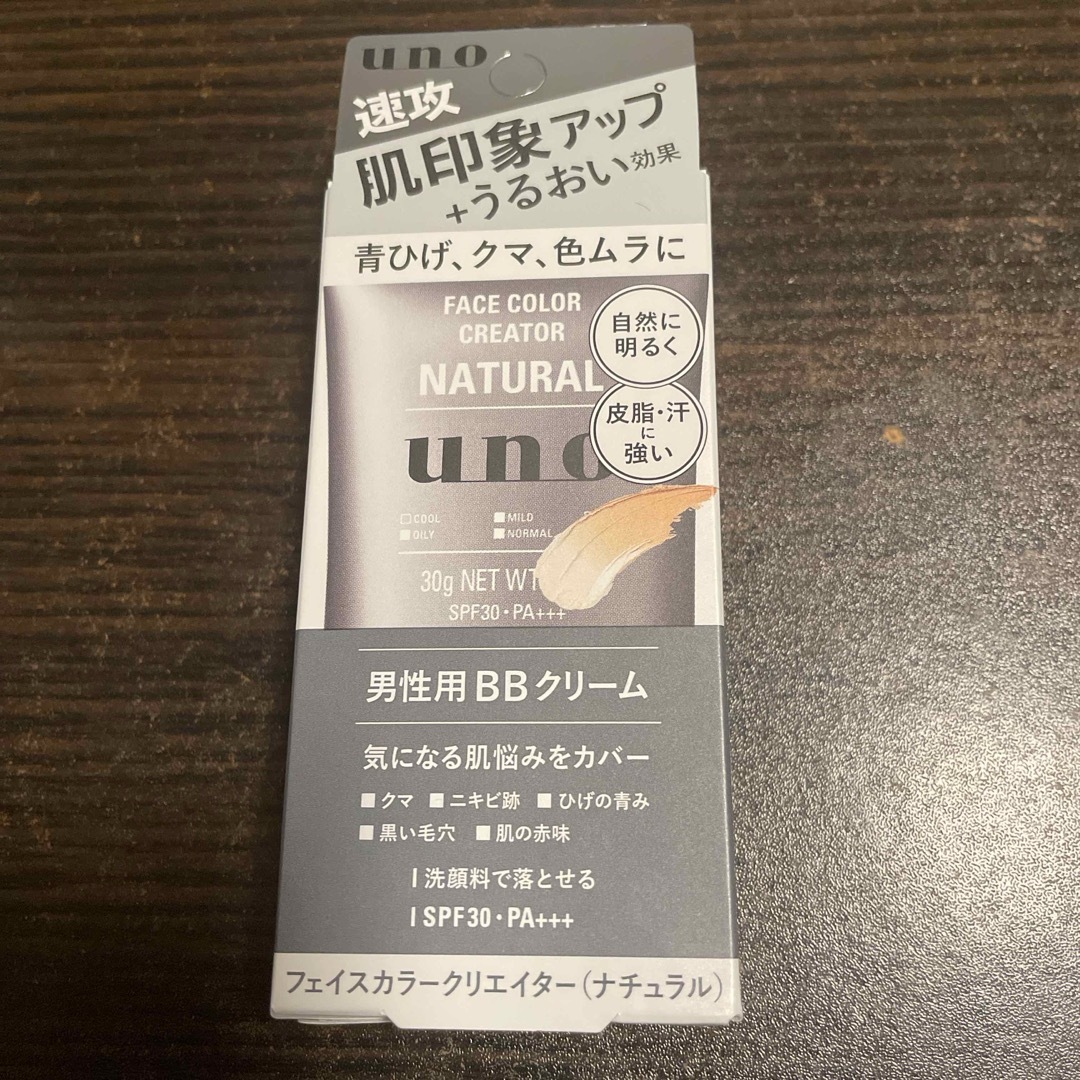 uno
速攻
肌印象アップ
+うるおい効果
青ひげ、クマ、色ムラに
FACE COLOR
CREATOR
NATURAL
自然に
明るく
皮脂・汗
に
強い
uno
□COOL ■MILD
■OILY ■NORMAL
30g NET WT
SPF30・PA+++
男性用BBクリーム
気になる肌悩みをカバー
■クマ ■ニキビ跡 ■ひげの青み
■黒い毛穴 ■肌の赤味
| 洗顔料で落とせる
| SPF30・PA+++
フェイスカラークリエイター(ナチュラル)